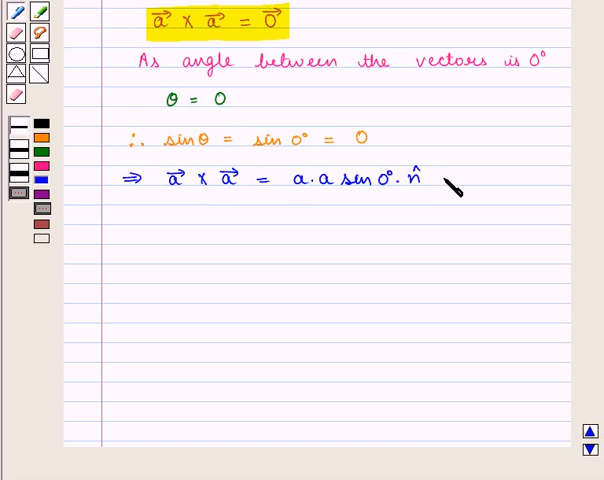 a⃗ × a⃗ = 0⃗
As angle between the vectors is 0°
θ = 0
∴ sinθ = sin 0° = 0
⇒ a⃗ × a⃗ = a·a sin 0°·n̂